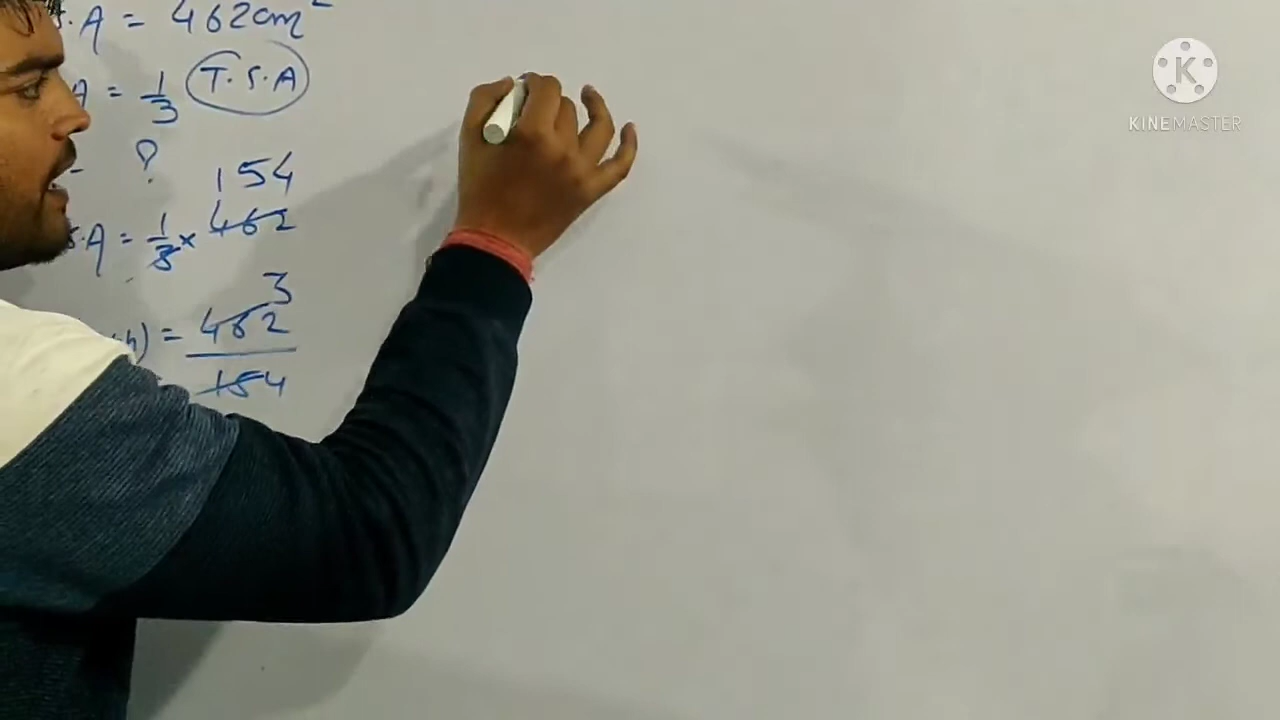 .A = 462cm²
A = 1/3 T.S.A
- ?
154
S.A = 1/3 × 462
3
h) = 462
154
KINEMASTER